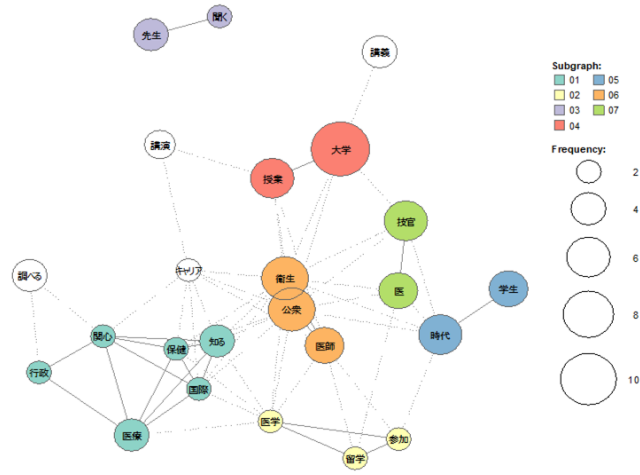 聞く
先生
講義
大学
講演
授業
技官
キャリア
衛生
調べる
医
学生
公衆
時代
関心
知る
保健
医師
行政
国際
医療
医学
参加
留学
Subgraph:
01 05
02 06
03 07
04
Frequency:
2
4
6
8
10